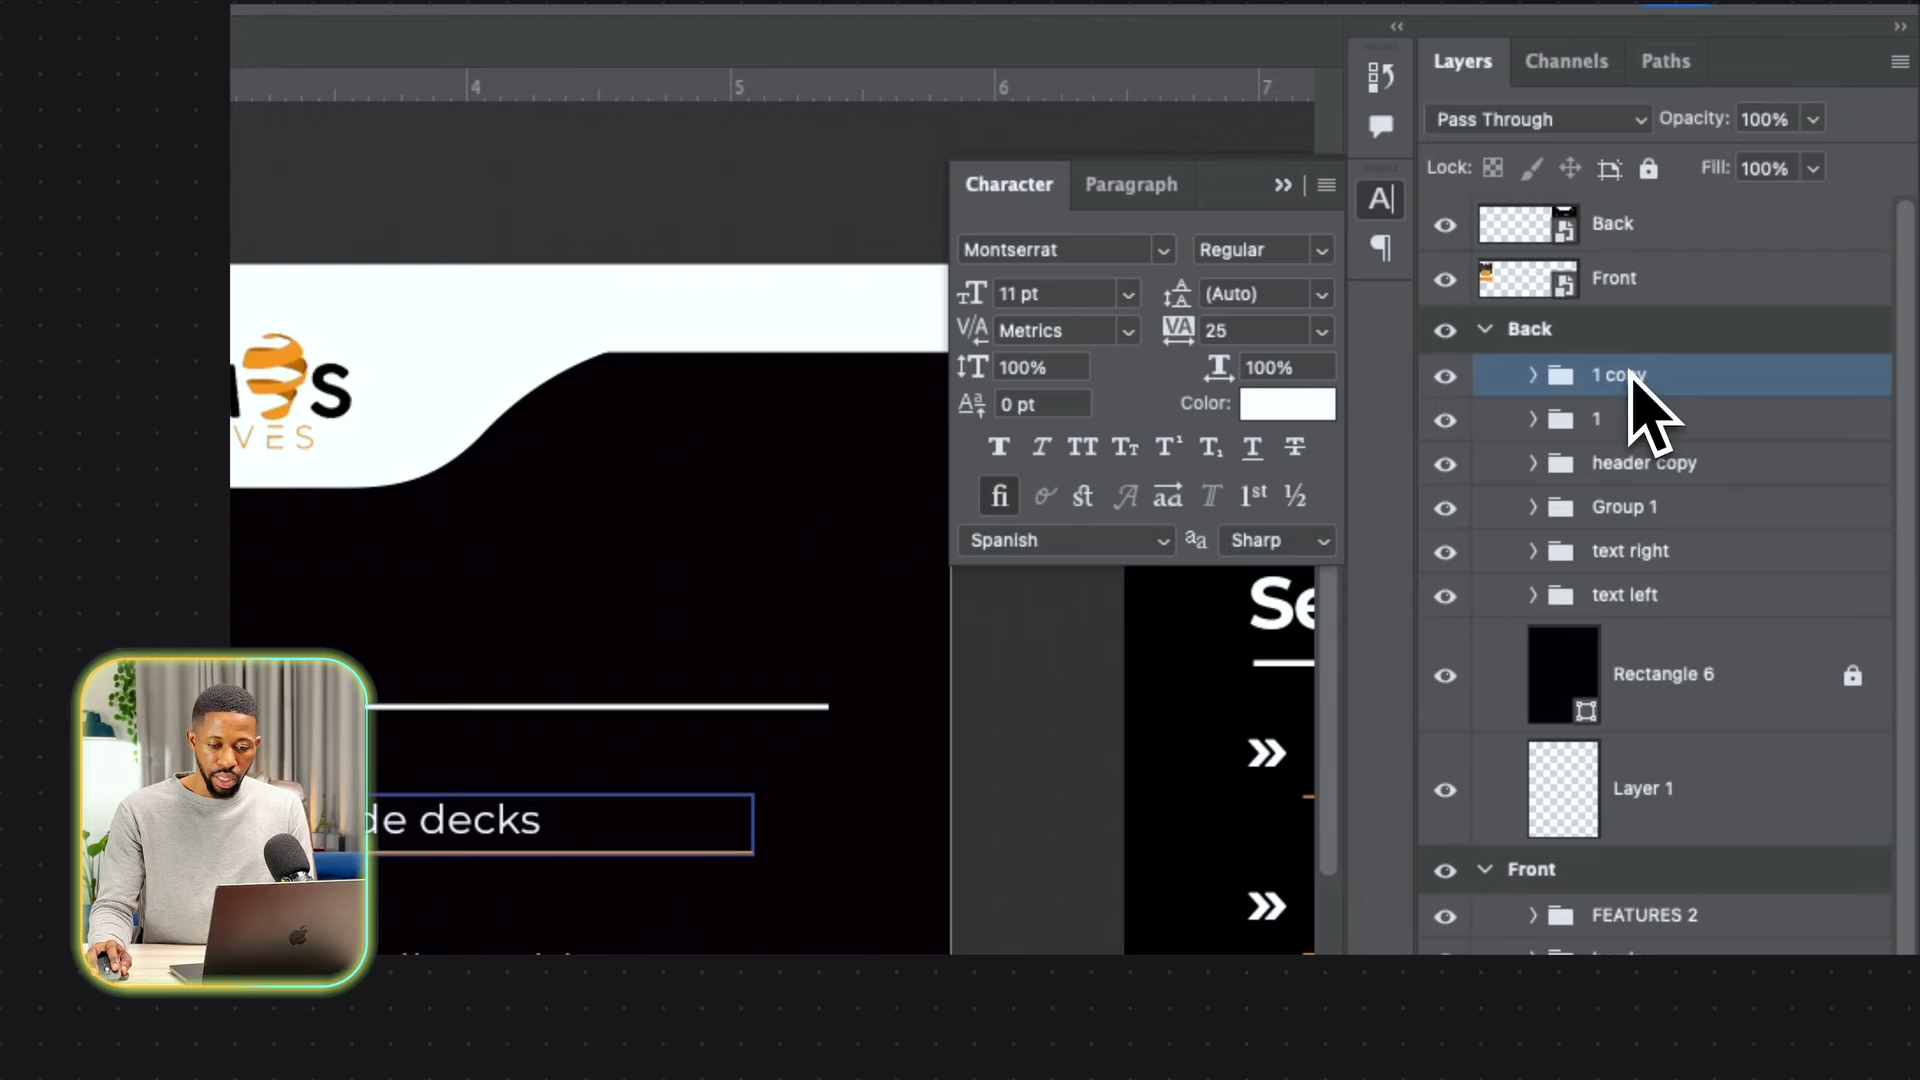 4 5 6 7
S
VES
de decks
Se
»
»
Character Paragraph
Montserrat Regular
11 pt (Auto)
Metrics 25
100% 100%
0 pt Color:
fi st aa 1st ½
Spanish aa Sharp
Layers Channels Paths
Pass Through Opacity: 100%
Lock: Fill: 100%
Back
Front
Back
1 copy
1
header copy
Group 1
text right
text left
Rectangle 6
Layer 1
Front
FEATURES 2